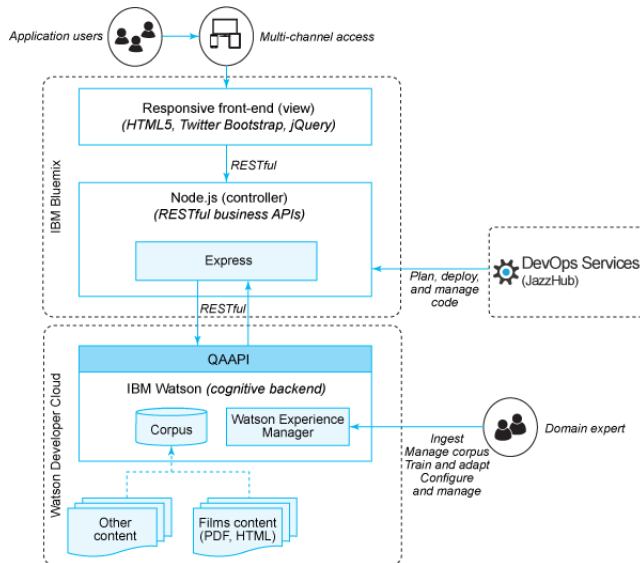 Application users
Multi-channel access
Responsive front-end (view)
(HTML5, Twitter Bootstrap, jQuery)
RESTful
IBM Bluemix
Node.js (controller)
(RESTful business APIs)
Express
Plan, deploy,
and manage
code
DevOps Services
(JazzHub)
RESTful
QAAPI
IBM Watson (cognitive backend)
Watson Developer Cloud
Corpus
Watson Experience
Manager
Ingest
Manage corpus
Train and adapt
Configure
and manage
Domain expert
Other
content
Films content
(PDF, HTML)